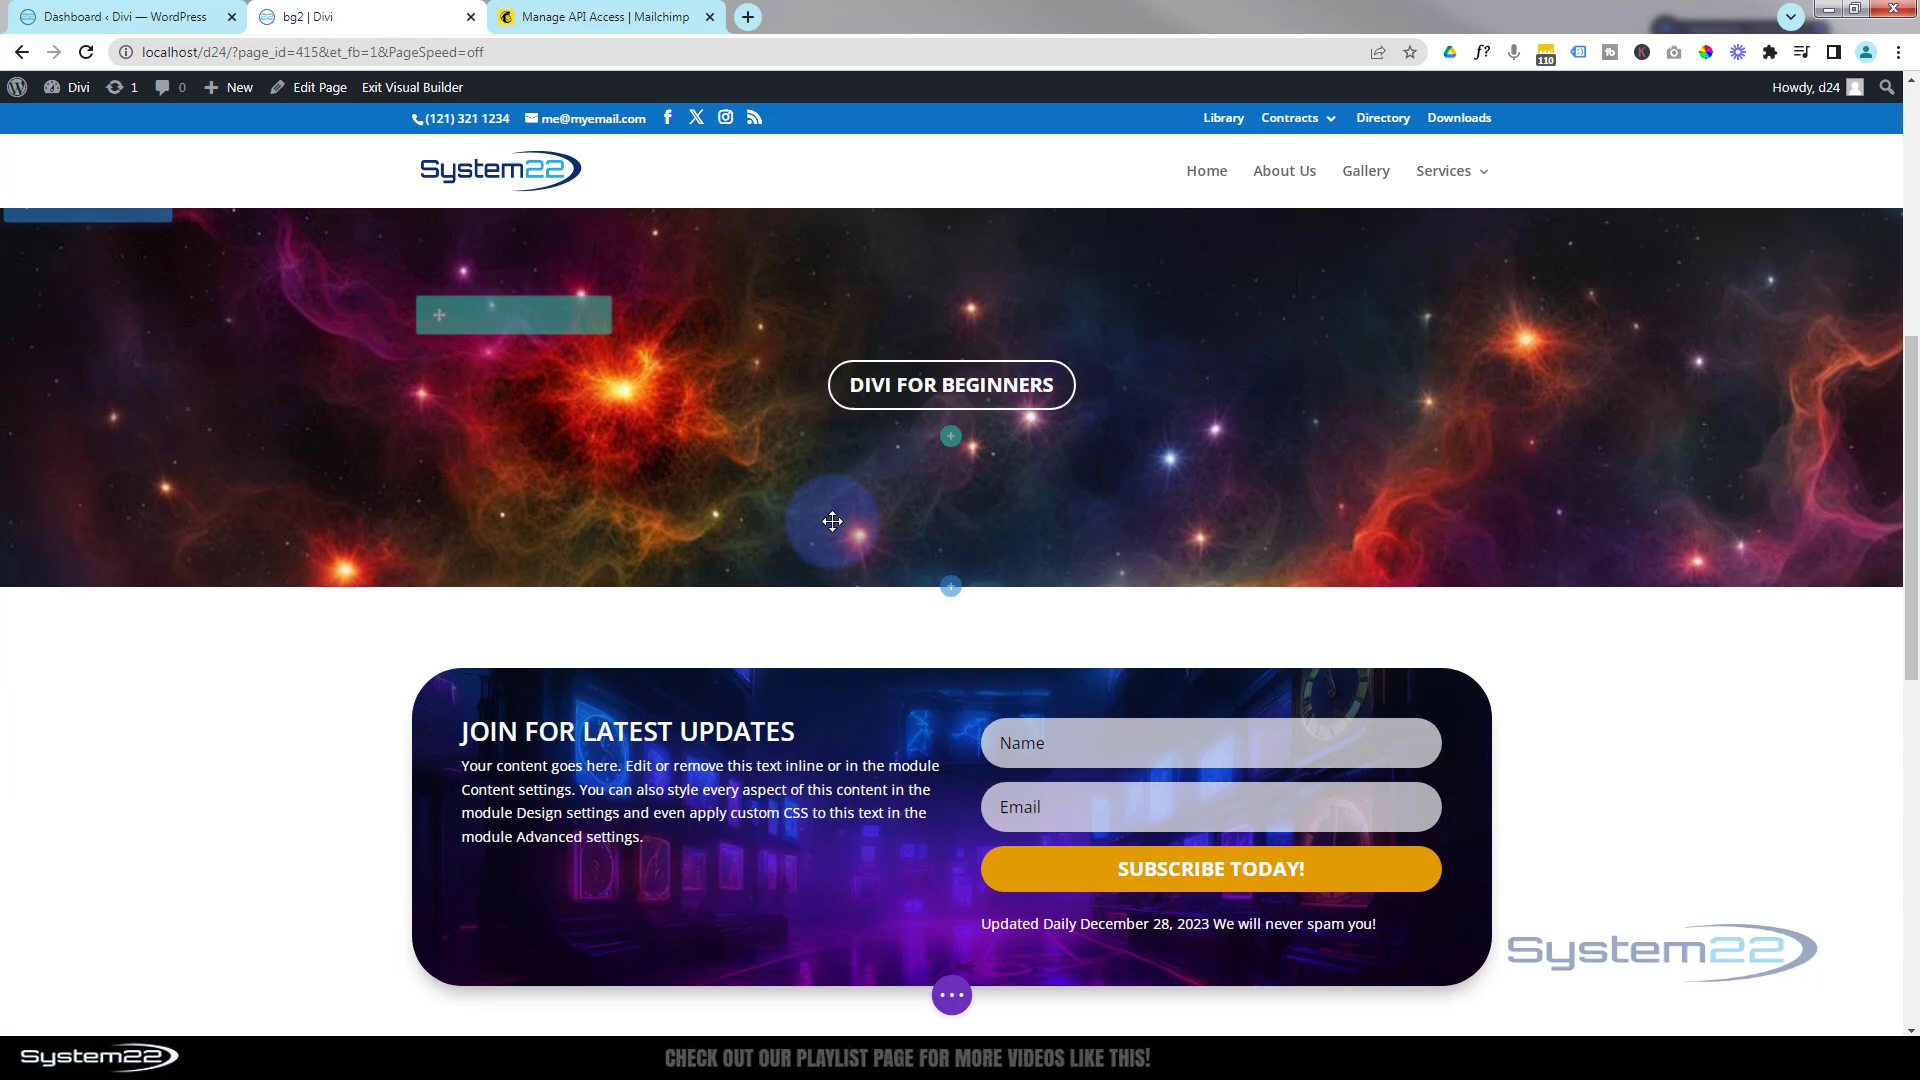 Dashboard ‹ Divi — WordPress
bg2 | Divi
Manage API Access | Mailchimp
localhost/d24/?page_id=415&et_fb=1&PageSpeed=off
f?
110
Divi
1
0
New
Edit Page
Exit Visual Builder
Howdy, d24
(121) 321 1234
me@myemail.com
Library
Contracts
Directory
Downloads
System22
Home
About Us
Gallery
Services
DIVI FOR BEGINNERS
JOIN FOR LATEST UPDATES
Your content goes here. Edit or remove this text inline or in the module
Content settings. You can also style every aspect of this content in the
module Design settings and even apply custom CSS to this text in the
module Advanced settings.
Name
Email
SUBSCRIBE TODAY!
Updated Daily December 28, 2023 We will never spam you!
System22
System22
CHECK OUT OUR PLAYLIST PAGE FOR MORE VIDEOS LIKE THIS!